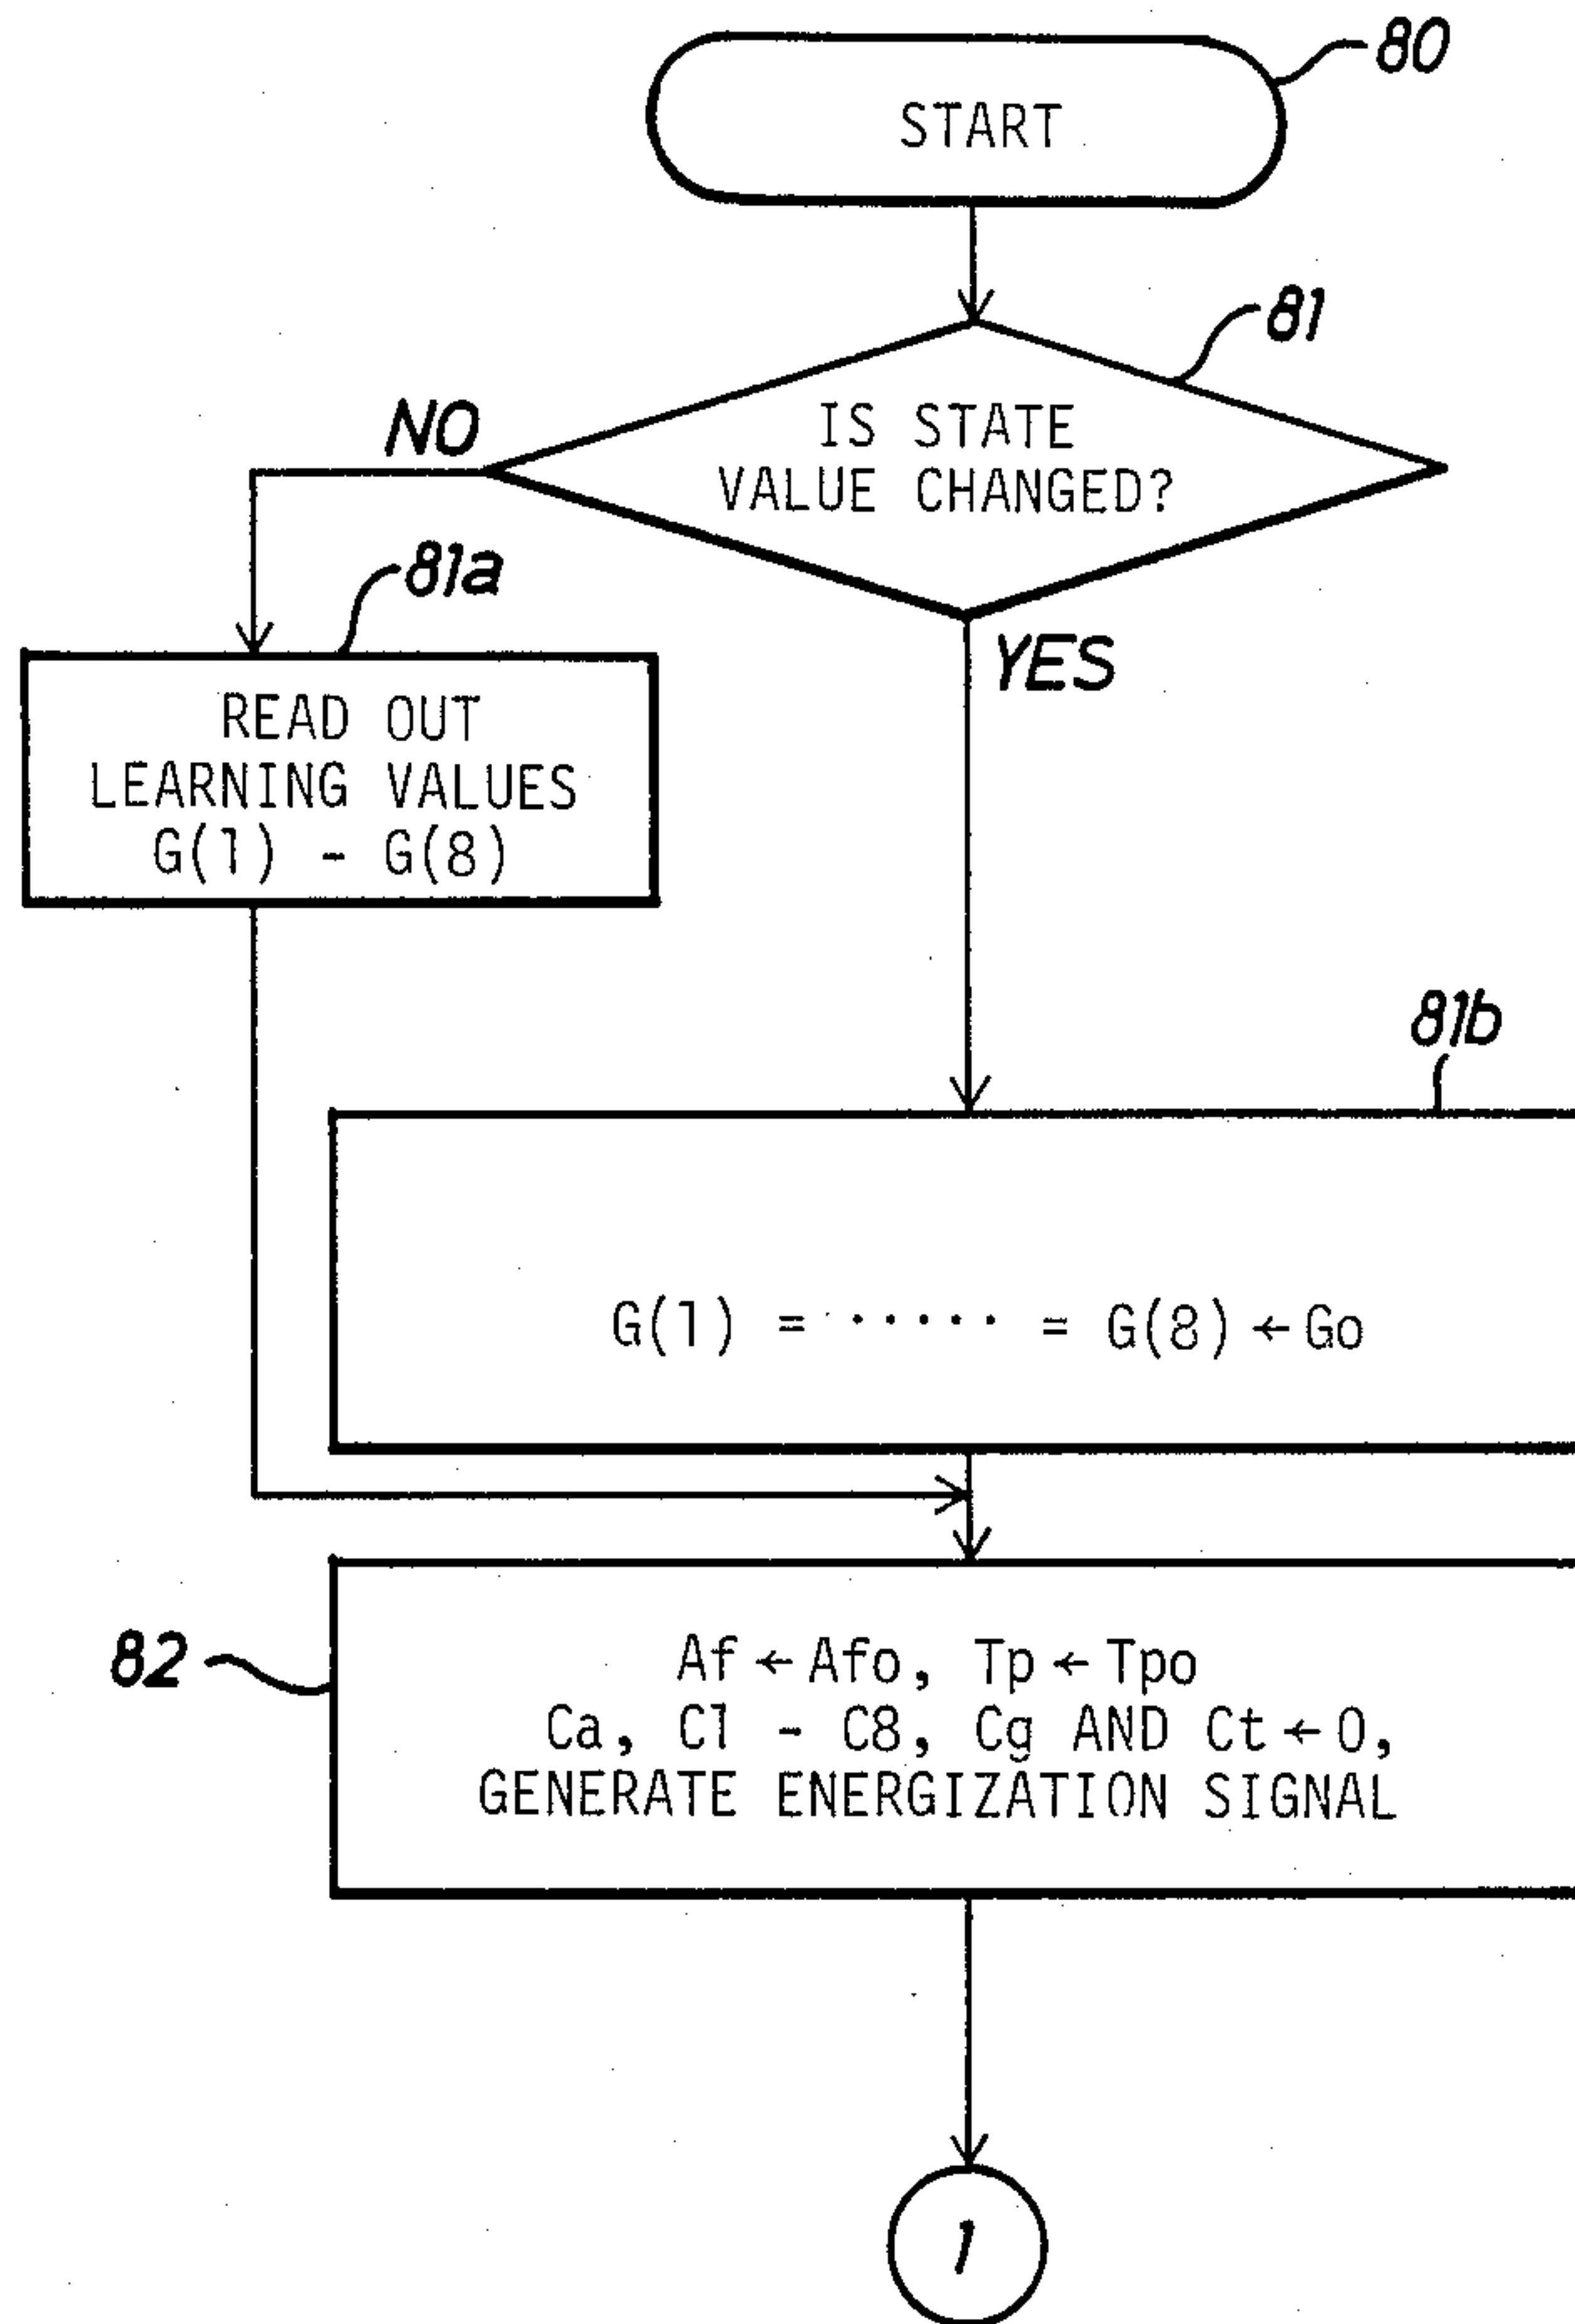 80
START
81
IS STATE
VALUE CHANGED?
NO
YES
81a
READ OUT
LEARNING VALUES
G(1) - G(8)
81b
G(1) = ····· = G(8) ← Go
82
Af ← Afo, Tp ← Tpo
Ca, C1 - C8, Cg AND Ct ← 0,
GENERATE ENERGIZATION SIGNAL
1